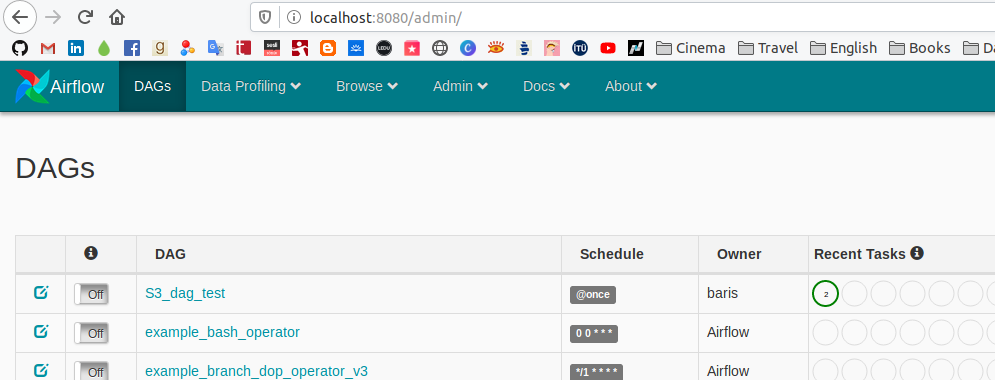 localhost:8080/admin/
Cinema Travel English Books Da
Airflow DAGs Data Profiling Browse Admin Docs About
DAGs
DAG Schedule Owner Recent Tasks
Off S3_dag_test @once baris 2
Off example_bash_operator 0 0 * * * Airflow
Off example_branch_dop_operator_v3 */1 * * * * Airflow